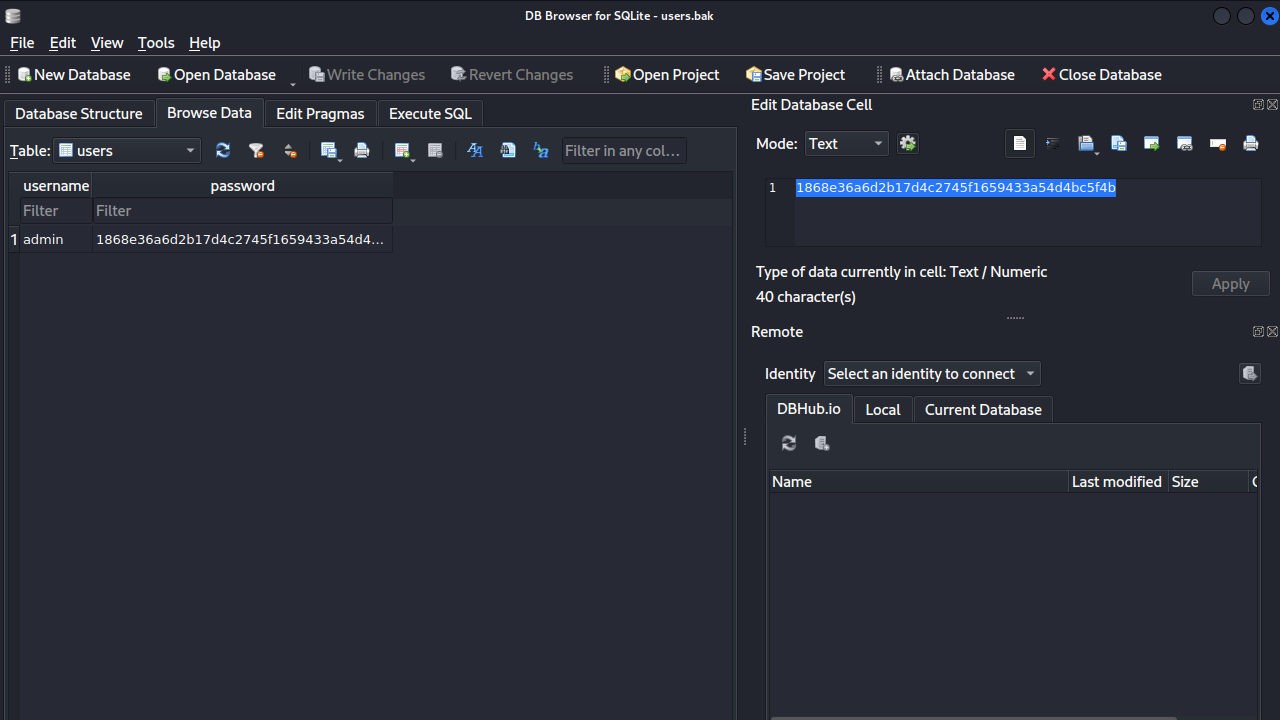 DB Browser for SQLite - users.bak
File Edit View Tools Help
New Database Open Database Write Changes Revert Changes Open Project Save Project Attach Database Close Database
Database Structure Browse Data Edit Pragmas Execute SQL
Table: users Filter in any col...
username password
Filter Filter
1 admin 1868e36a6d2b17d4c2745f1659433a54d4...
Edit Database Cell
Mode: Text
1 1868e36a6d2b17d4c2745f1659433a54d4bc5f4b
Type of data currently in cell: Text / Numeric
40 character(s)
Apply
Remote
Identity Select an identity to connect
DBHub.io Local Current Database
Name Last modified Size